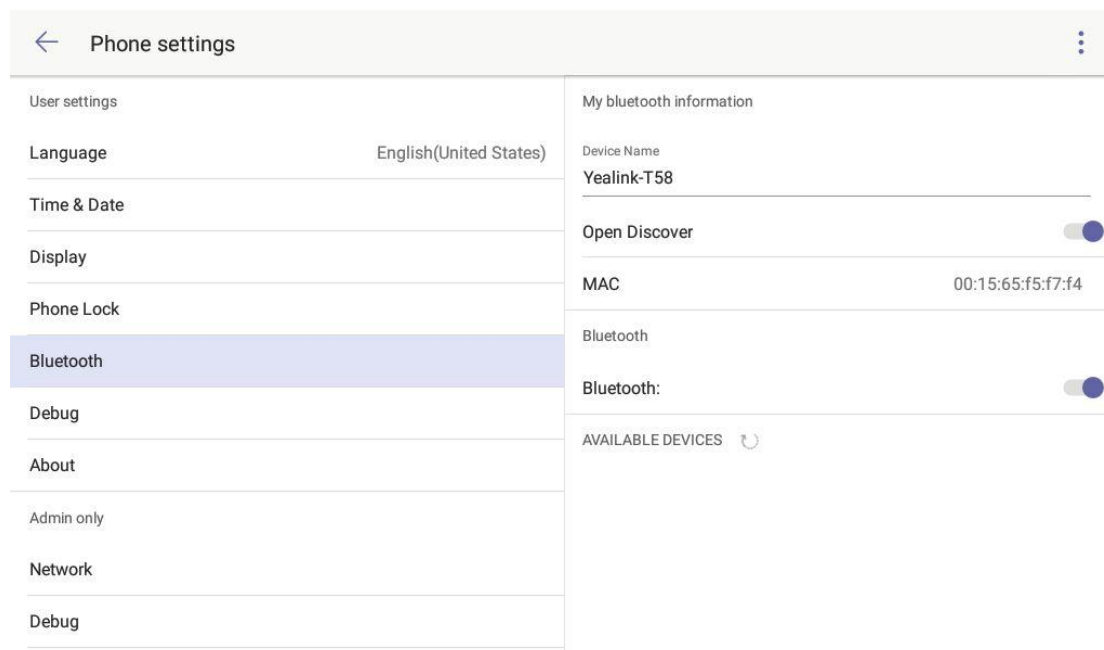 Phone settings
User settings
Language English(United States)
Time & Date
Display
Phone Lock
Bluetooth
Debug
About
Admin only
Network
Debug
My bluetooth information
Device Name
Yealink-T58
Open Discover
MAC 00:15:65:f5:f7:f4
Bluetooth
Bluetooth:
AVAILABLE DEVICES